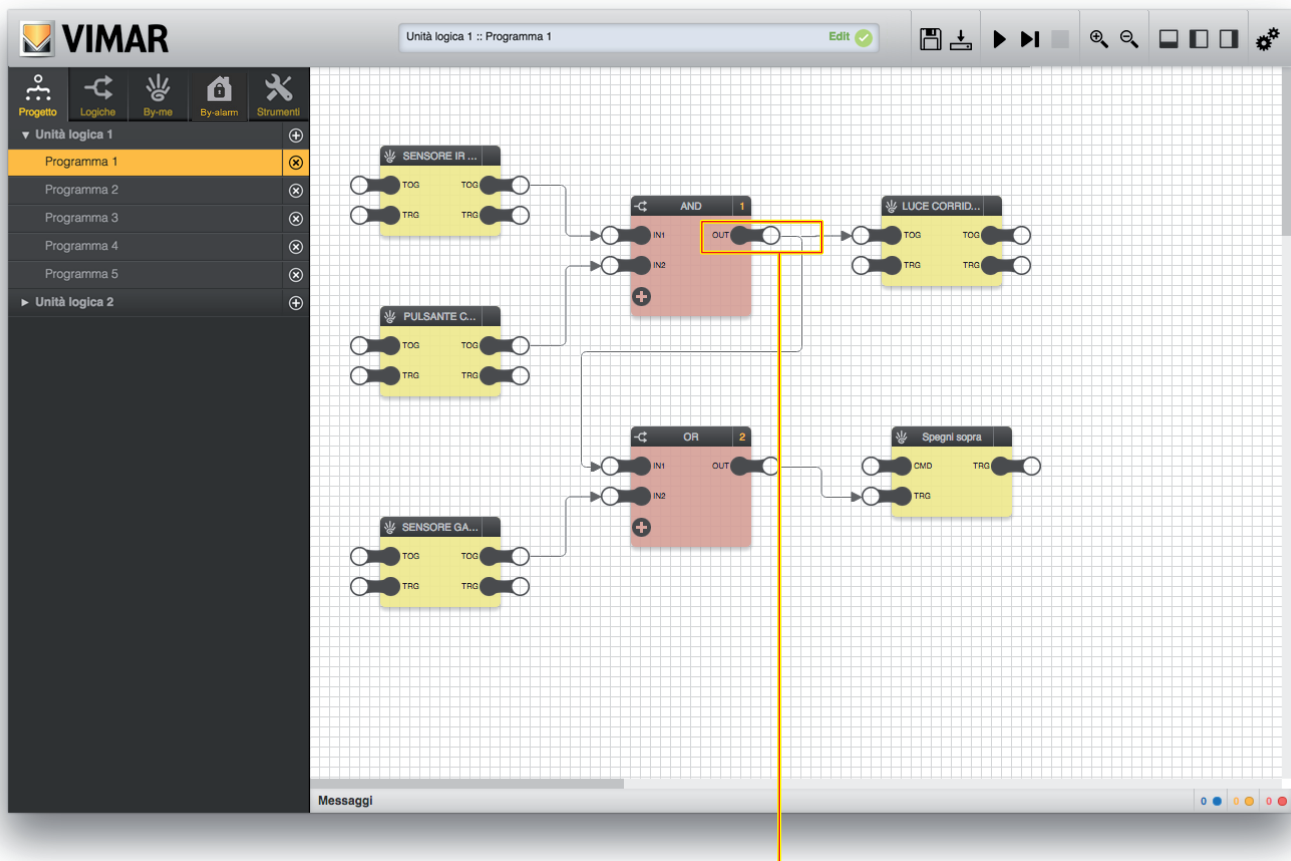 VIMAR
Unità logica 1 :: Programma 1
Edit
Progetto
Logiche
By-me
By-alarm
Strumenti
▼ Unità logica 1
Programma 1
Programma 2
Programma 3
Programma 4
Programma 5
► Unità logica 2
SENSORE IR ...
TOG TOG
TRG TRG
AND 1
IN1 OUT
IN2
LUCE CORRID...
TOG TOG
TRG TRG
PULSANTE C...
TOG TOG
TRG TRG
OR 2
IN1 OUT
IN2
Spegni sopra
CMD TRG
TRG
SENSORE GA...
TOG TOG
TRG TRG
Messaggi
0 0 0